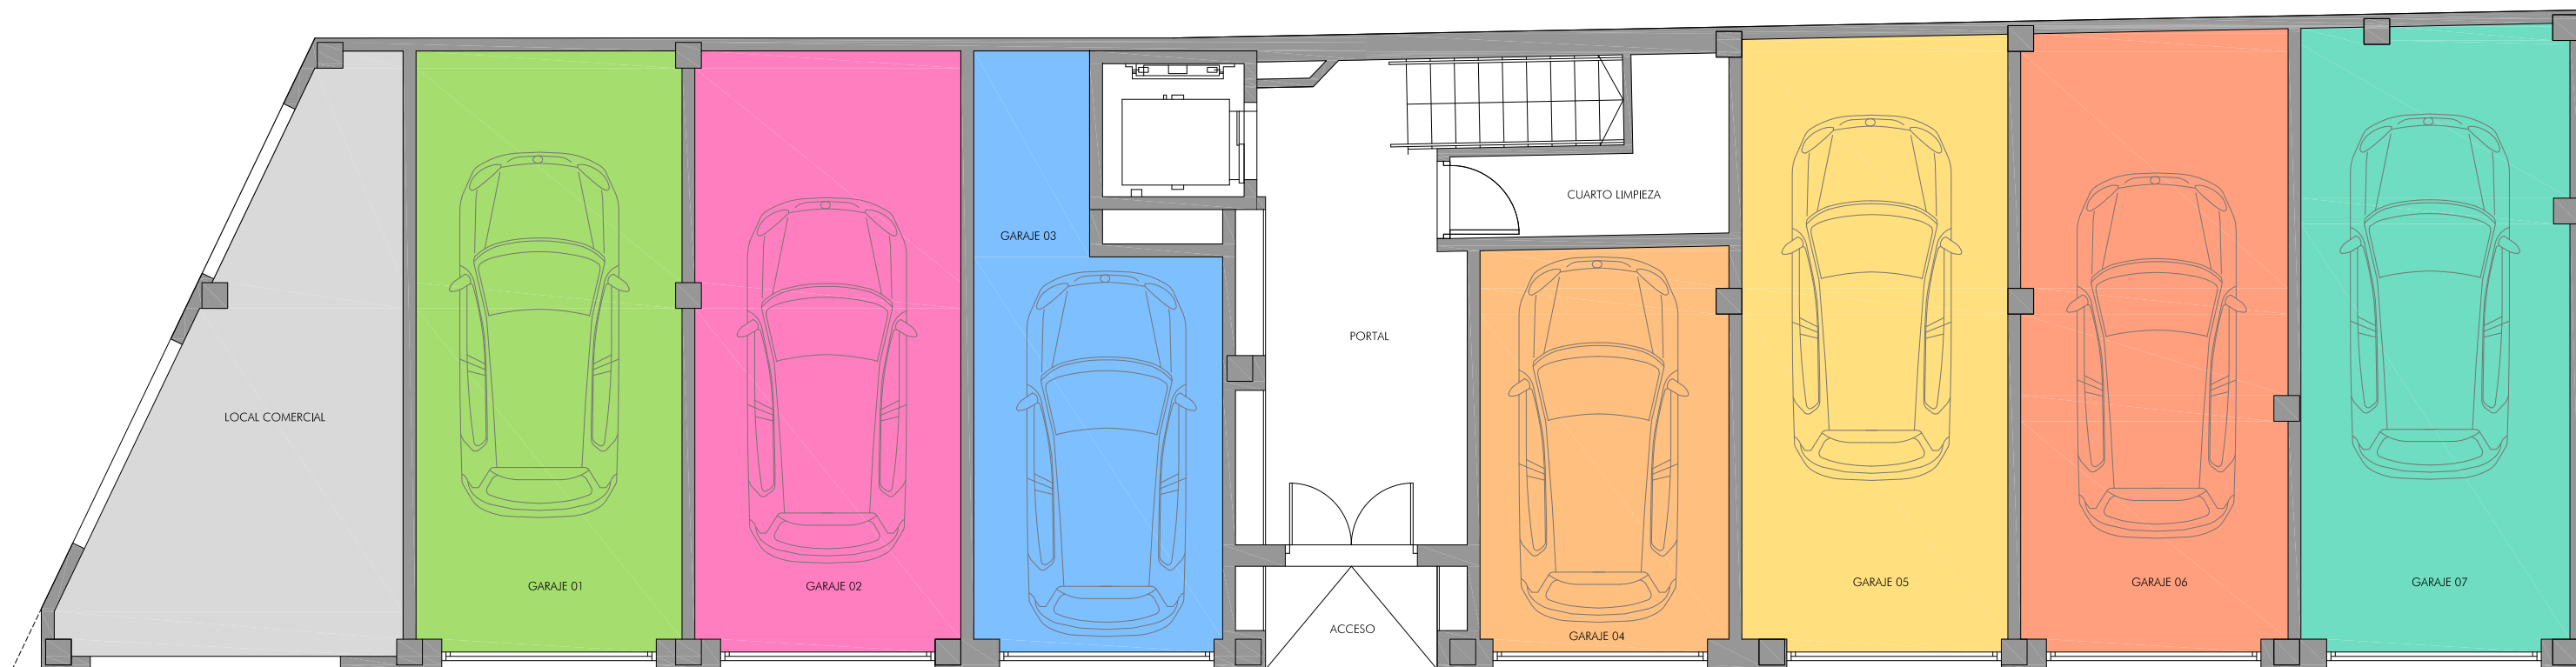 CUARTO LIMPIEZA
GARAJE 03
PORTAL
LOCAL COMERCIAL
GARAJE 01
GARAJE 02
GARAJE 05
GARAJE 06
GARAJE 07
ACCESO
GARAJE 04